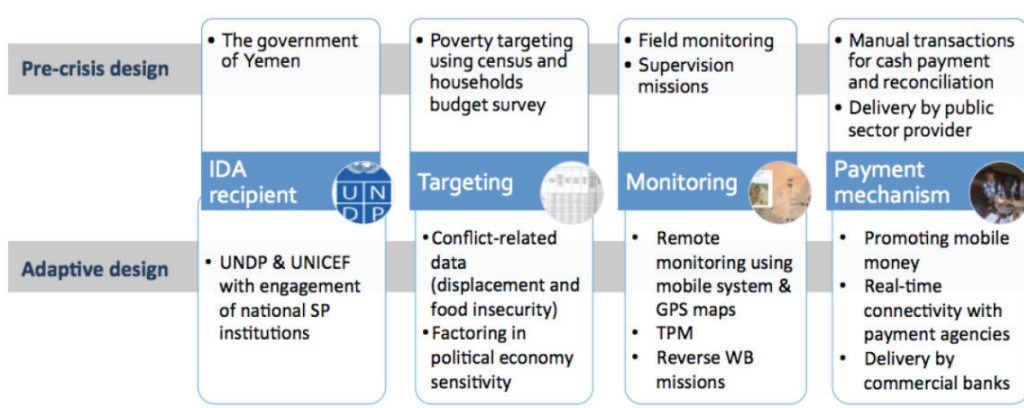 Pre-crisis design
• The government
of Yemen
• Poverty targeting
using census and
households
budget survey
• Field monitoring
• Supervision
missions
• Manual transactions
for cash payment
and reconciliation
• Delivery by public
sector provider
IDA
recipient
UN
DP
Targeting
Monitoring
Payment
mechanism
Adaptive design
• UNDP & UNICEF
with engagement
of national SP
institutions
• Conflict-related
data
(displacement and
food insecurity)
• Factoring in
political economy
sensitivity
• Remote
monitoring using
mobile system &
GPS maps
• TPM
• Reverse WB
missions
• Promoting mobile
money
• Real-time
connectivity with
payment agencies
• Delivery by
commercial banks